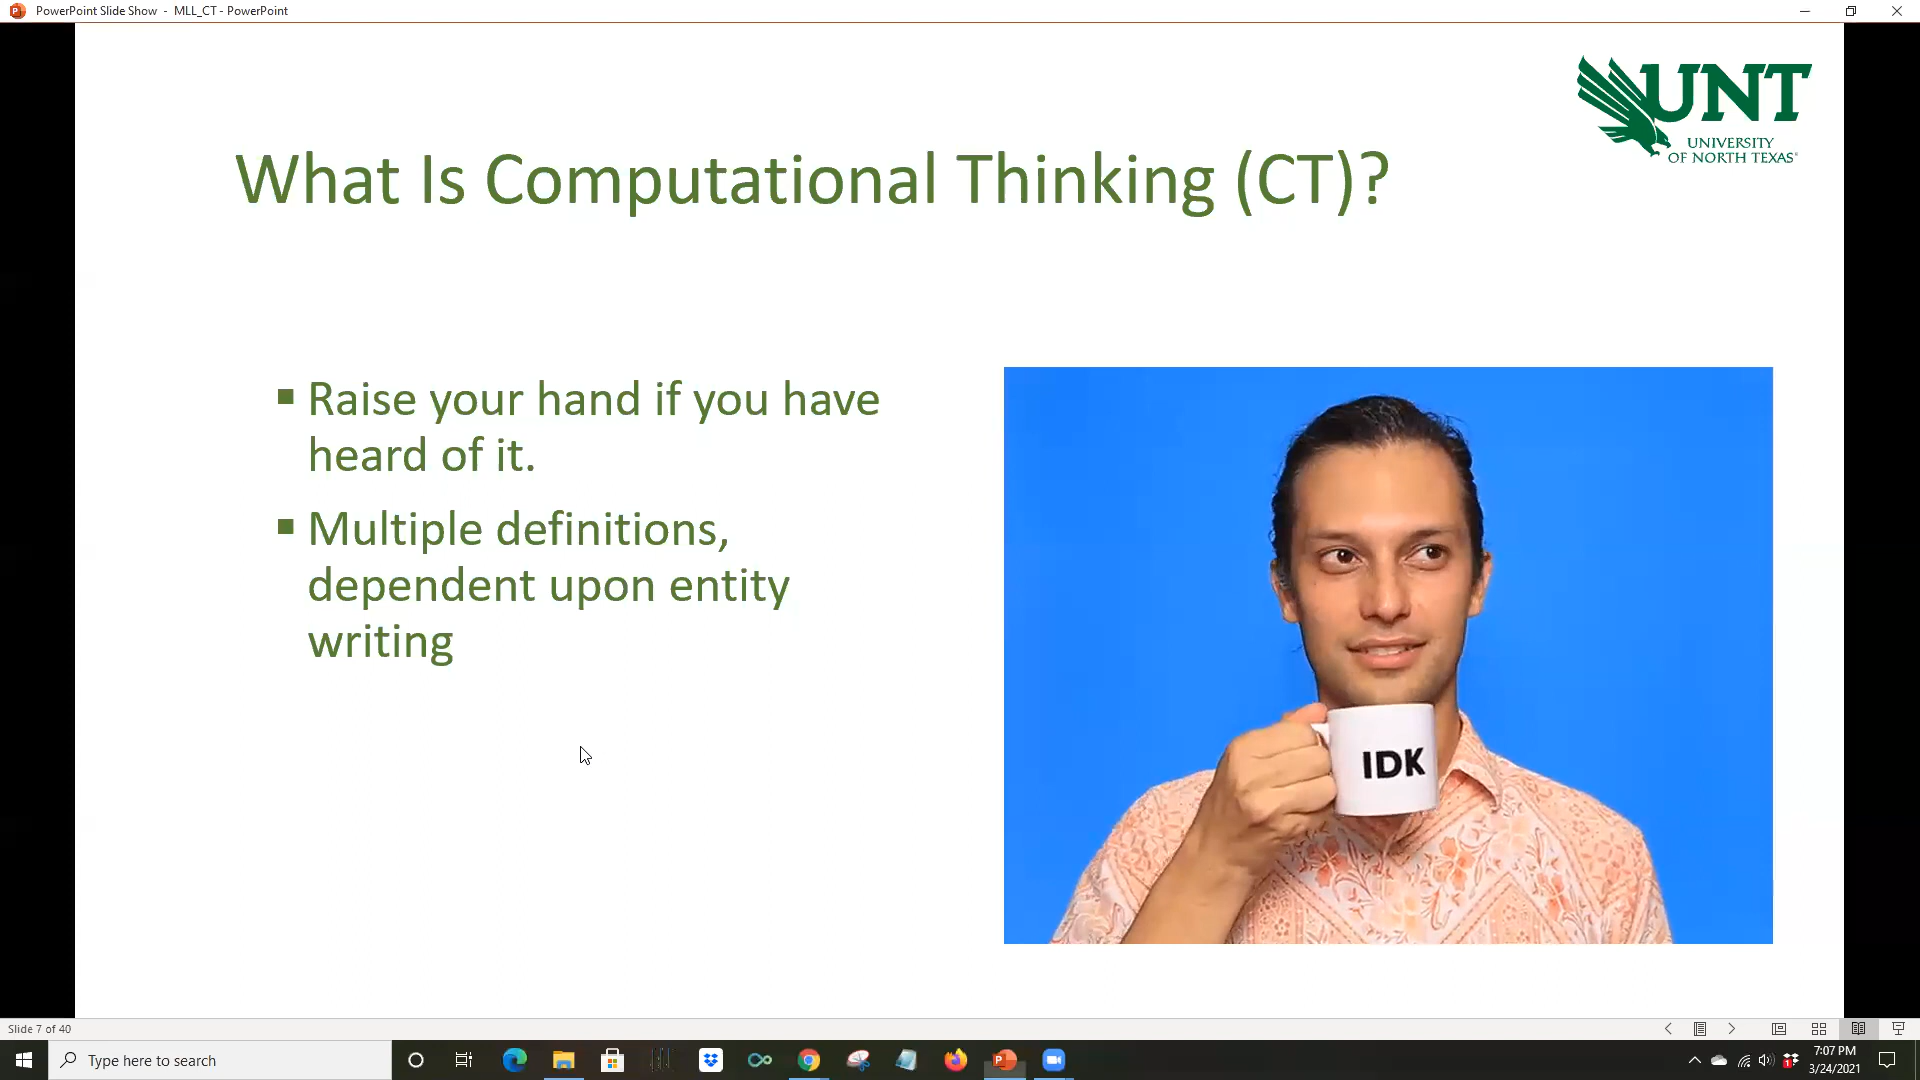 PowerPoint Slide Show - MLL_CT - PowerPoint
UNT
UNIVERSITY
OF NORTH TEXAS
What Is Computational Thinking (CT)?
■ Raise your hand if you have
heard of it.
■ Multiple definitions,
dependent upon entity
writing
IDK
Slide 7 of 40
Type here to search
7:07 PM
3/24/2021